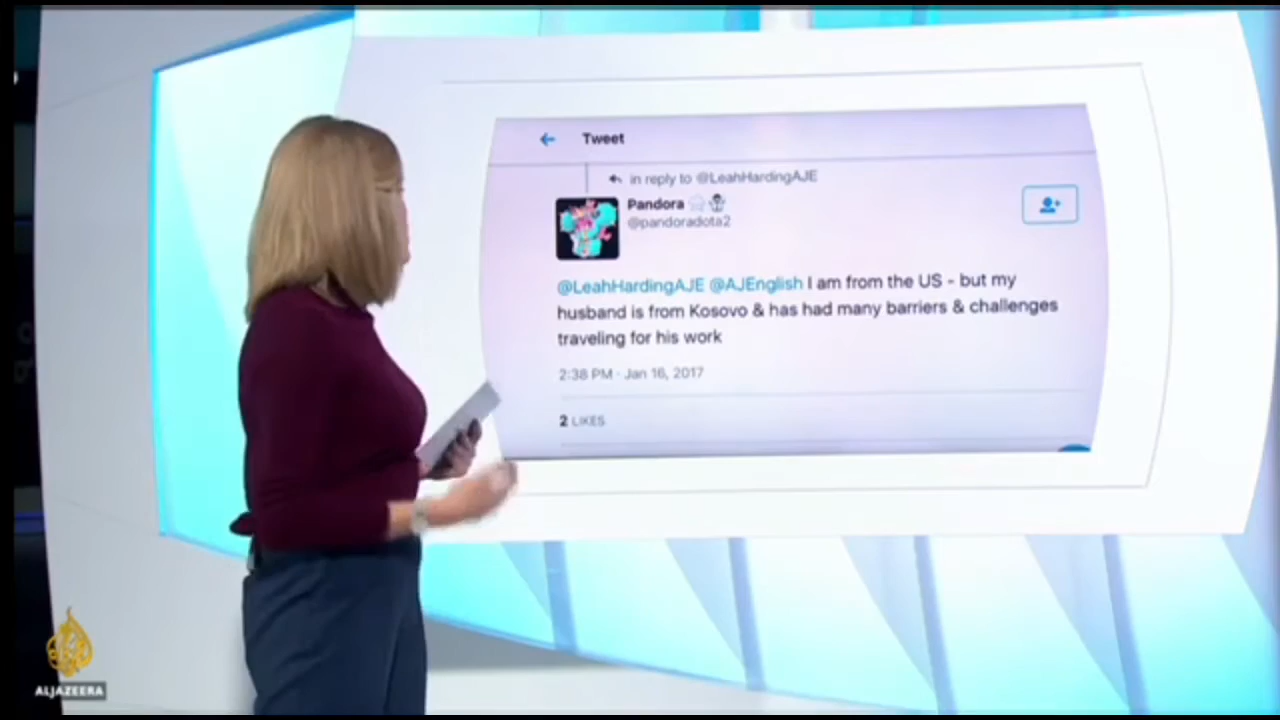 Tweet
in reply to @LeahHardingAJE
Pandora
@pandoradota2
@LeahHardingAJE @AJEnglish I am from the US - but my
husband is from Kosovo & has had many barriers & challenges
traveling for his work
2:38 PM · Jan 16, 2017
2 LIKES
ALJAZEERA